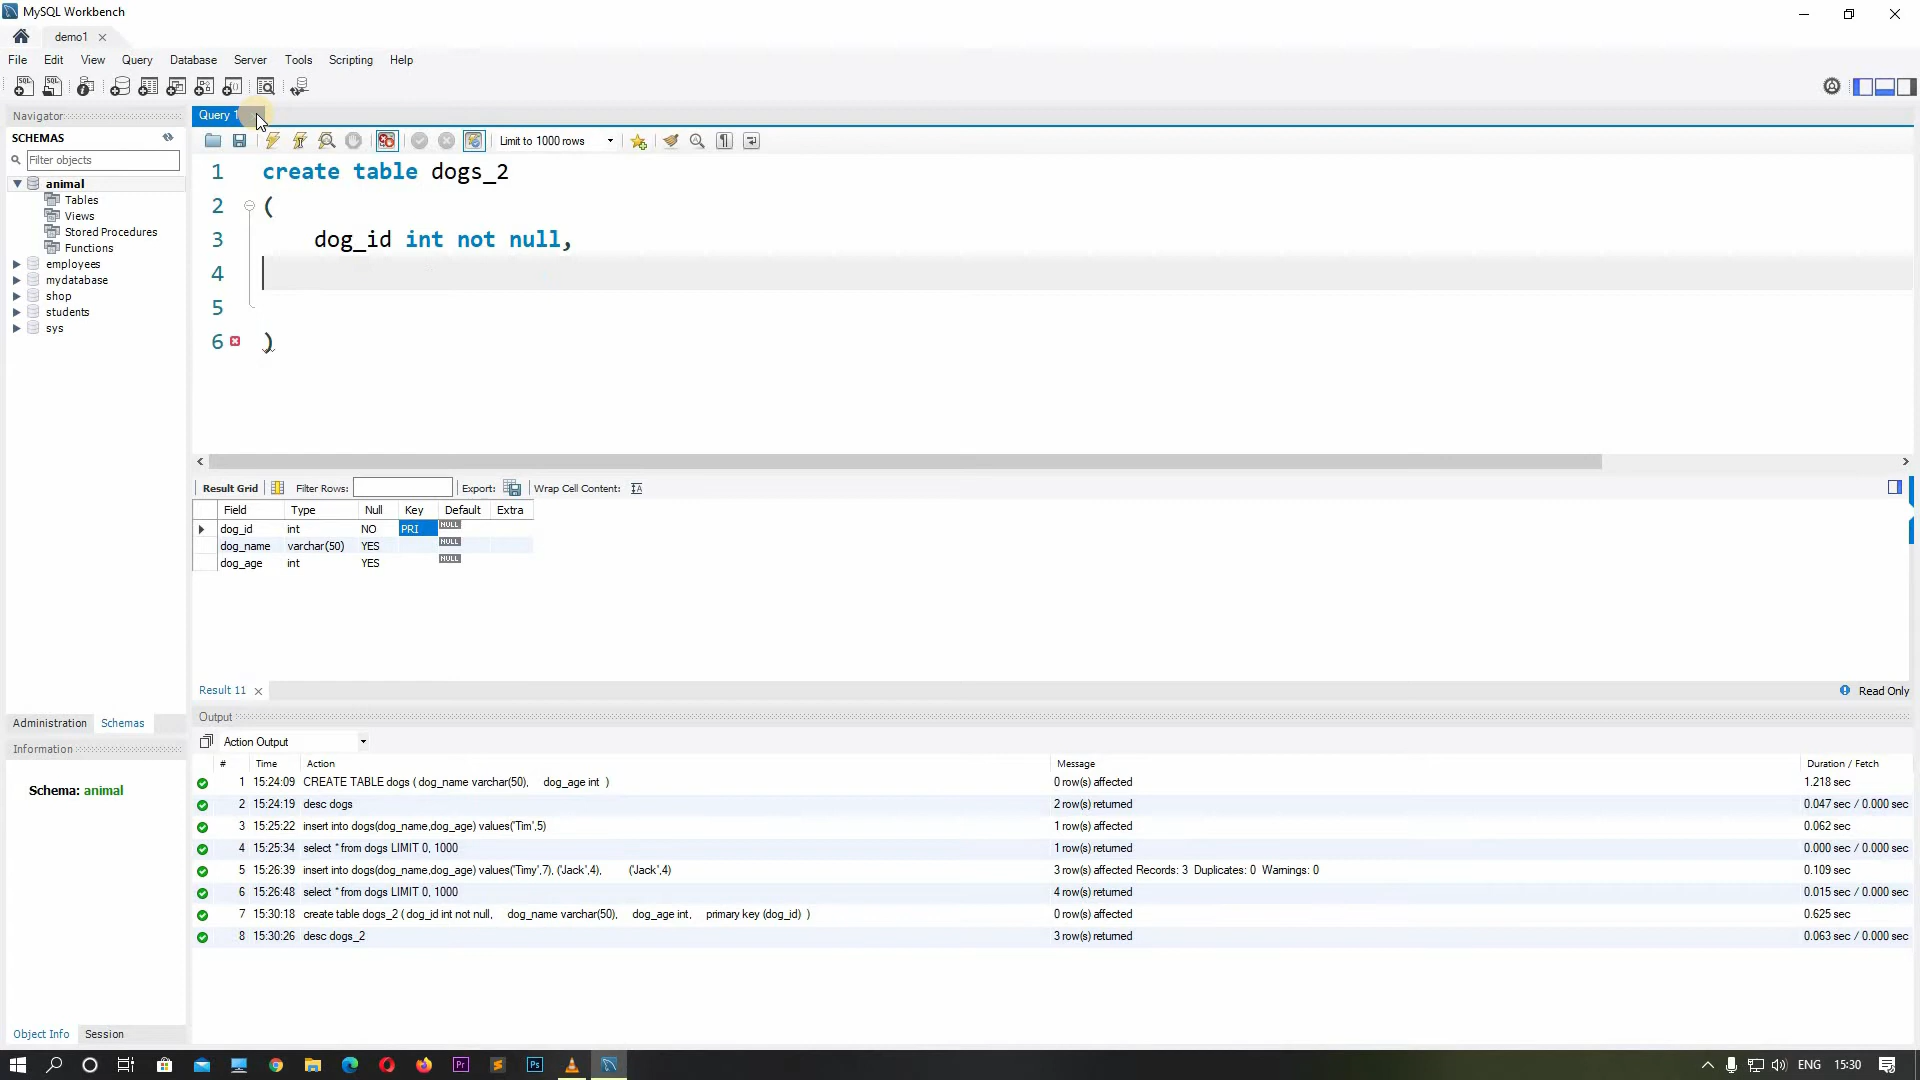 MySQL Workbench
demo1
File Edit View Query Database Server Tools Scripting Help
Navigator
SCHEMAS
Filter objects
animal
Tables
Views
Stored Procedures
Functions
employees
mydatabase
shop
students
sys
Administration Schemas
Information
Schema: animal
Object Info Session
Query 1
Limit to 1000 rows
1 create table dogs_2
2 (
3 dog_id int not null,
4
5
6 )
Result Grid Filter Rows: Export: Wrap Cell Content:
Field Type Null Key Default Extra
dog_id int NO PRI NULL
dog_name varchar(50) YES NULL
dog_age int YES NULL
Result 11 Read Only
Output
Action Output
# Time Action Message Duration / Fetch
1 15:24:09 CREATE TABLE dogs ( dog_name varchar(50), dog_age int ) 0 row(s) affected 1.218 sec
2 15:24:19 desc dogs 2 row(s) returned 0.047 sec / 0.000 sec
3 15:25:22 insert into dogs(dog_name,dog_age) values('Tim',5) 1 row(s) affected 0.062 sec
4 15:25:34 select * from dogs LIMIT 0, 1000 1 row(s) returned 0.000 sec / 0.000 sec
5 15:26:39 insert into dogs(dog_name,dog_age) values('Timy',7), ('Jack',4), ('Jack',4) 3 row(s) affected Records: 3 Duplicates: 0 Warnings: 0 0.109 sec
6 15:26:48 select * from dogs LIMIT 0, 1000 4 row(s) returned 0.015 sec / 0.000 sec
7 15:30:18 create table dogs_2 ( dog_id int not null, dog_name varchar(50), dog_age int, primary key (dog_id) ) 0 row(s) affected 0.625 sec
8 15:30:26 desc dogs_2 3 row(s) returned 0.063 sec / 0.000 sec
Pr Ps ENG 15:30